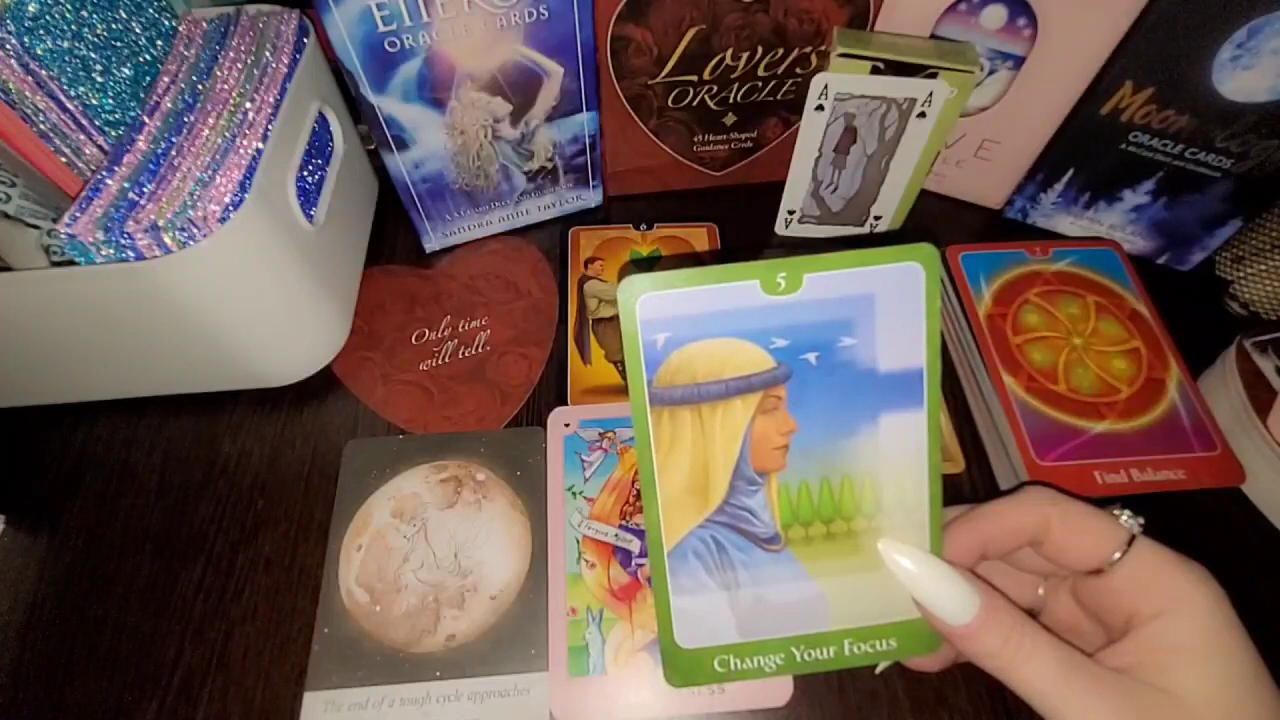 ORACLE CARDS
SANDRA ANNE TAYLOR
Lovers
ORACLE
45 Heart-Shaped
Guidance Cards
A
A
A
ORACLE CARDS
Only time
will tell.
6
5
Change Your Focus
Find Balance
The end of a tough cycle approaches